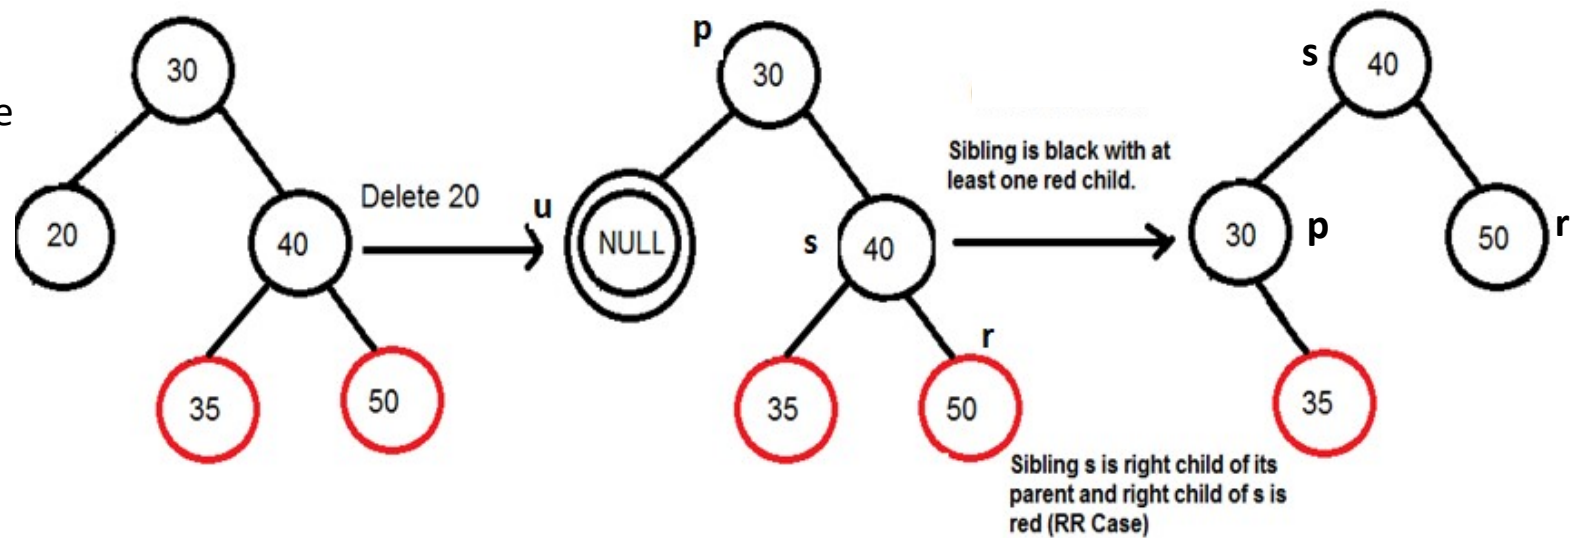 e
30
20
40
35
50
Delete 20
p
30
u
NULL
s
40
r
35
50
Sibling is black with at
least one red child.
Sibling s is right child of its
parent and right child of s is
red (RR Case)
s
40
30
p
50
r
35